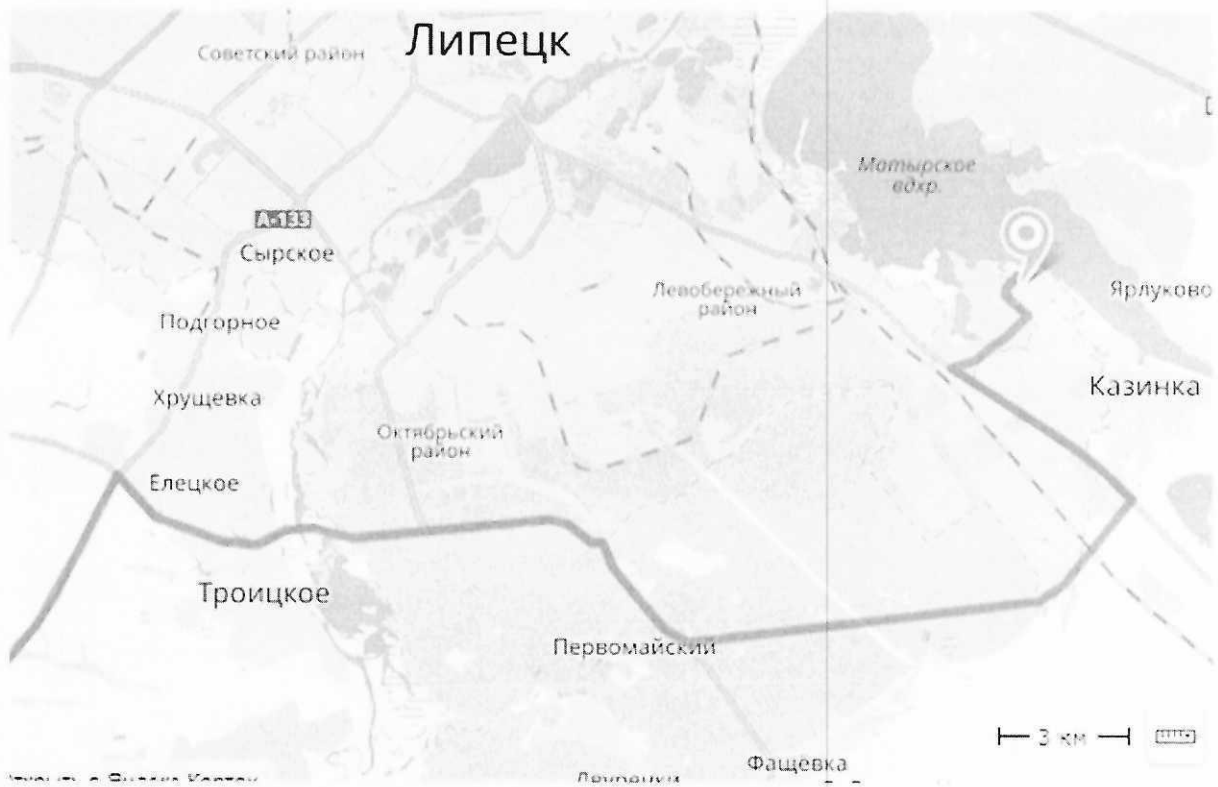 Липецк
Советский район
Матырское
вдхр.
А-133
Сырское
Левобережный
район
Ярлуково
Подгорное
Казинка
Хрущевка
Октябрьский
район
Елецкое
Троицкое
Первомайский
3 км
Фащёвка